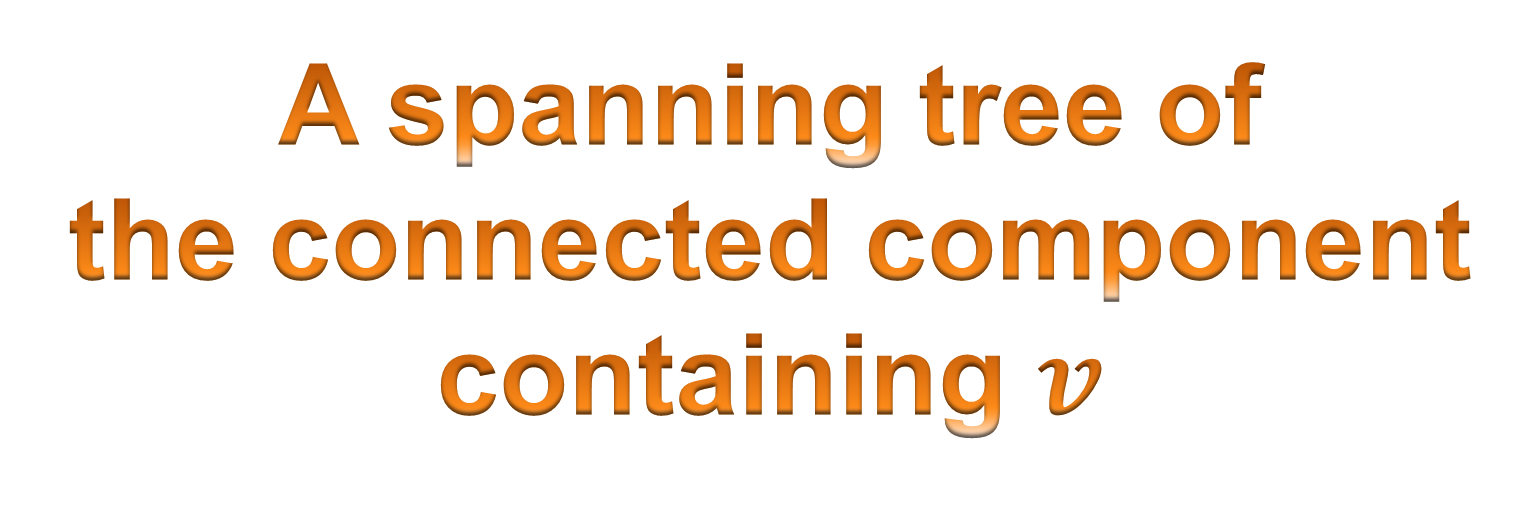 A spanning tree of
the connected component
containing 𝑣